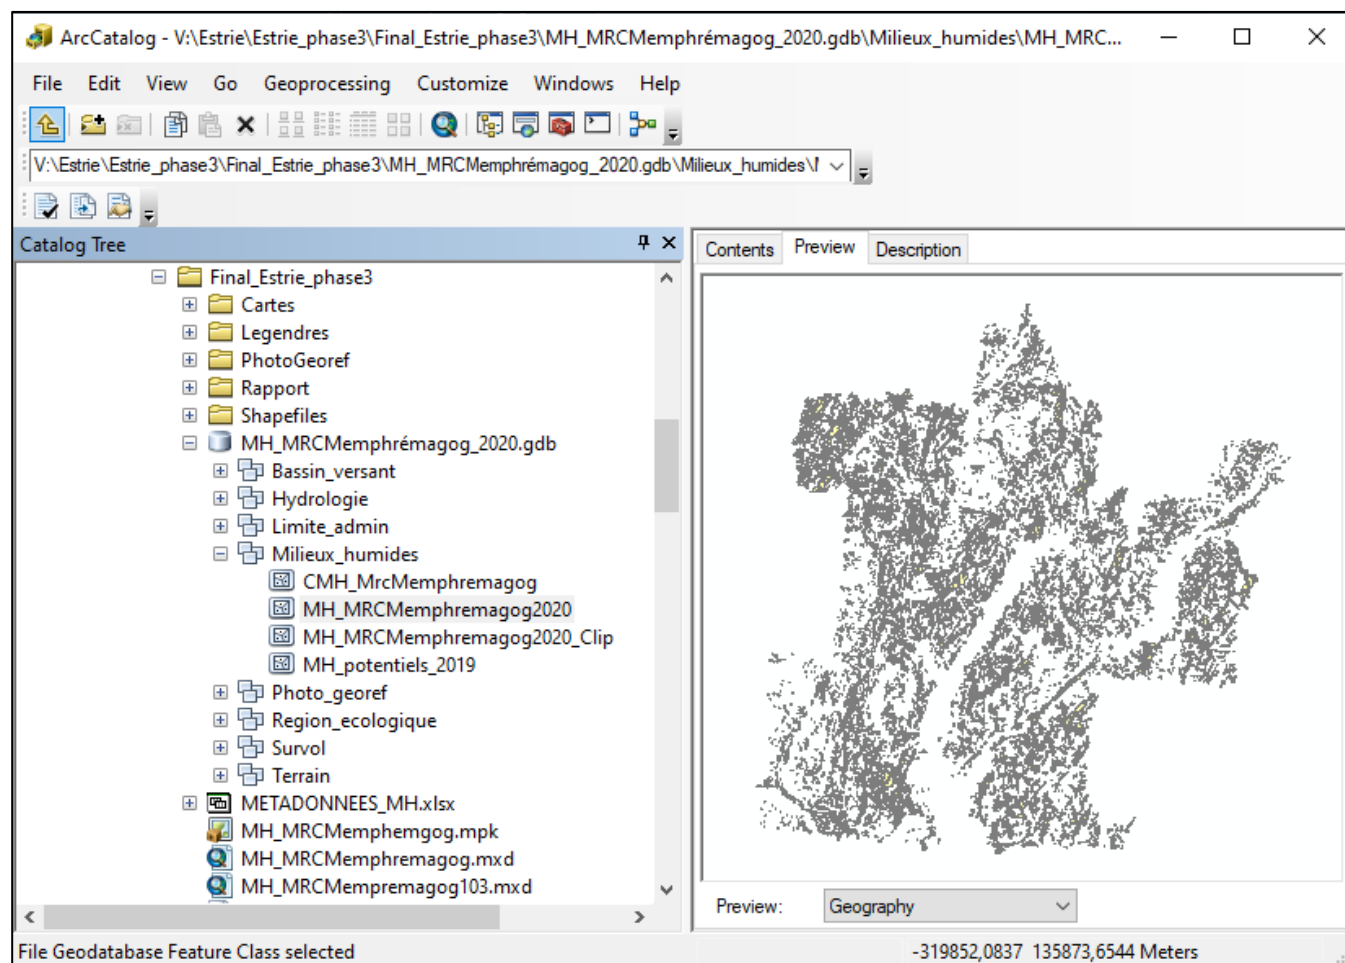 ArcCatalog - V:\Estrie\Estrie_phase3\Final_Estrie_phase3\MH_MRCMemphrémagog_2020.gdb\Milieux_humides\MH_MRC...
File Edit View Go Geoprocessing Customize Windows Help
V:\Estrie\Estrie_phase3\Final_Estrie_phase3\MH_MRCMemphrémagog_2020.gdb\Milieux_humides\
Catalog Tree
Contents Preview Description
Final_Estrie_phase3
Cartes
Legendres
PhotoGeoref
Rapport
Shapefiles
MH_MRCMemphrémagog_2020.gdb
Bassin_versant
Hydrologie
Limite_admin
Milieux_humides
CMH_MrcMemphremagog
MH_MRCMemphremagog2020
MH_MRCMemphremagog2020_Clip
MH_potentiels_2019
Photo_georef
Region_ecologique
Survol
Terrain
METADONNEES_MH.xlsx
MH_MRCMemphemgog.mpk
MH_MRCMemphremagog.mxd
MH_MRCMempremagog103.mxd
Preview: Geography
File Geodatabase Feature Class selected
-319852,0837 135873,6544 Meters